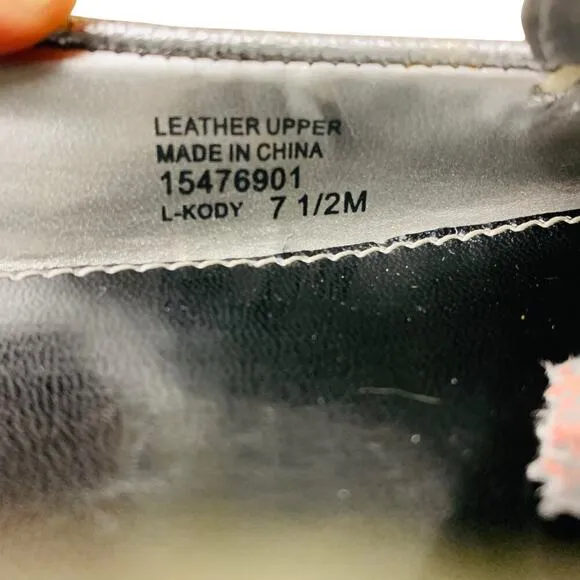 LEATHER UPPER
MADE IN CHINA
15476901
L-KODY 7 1/2M